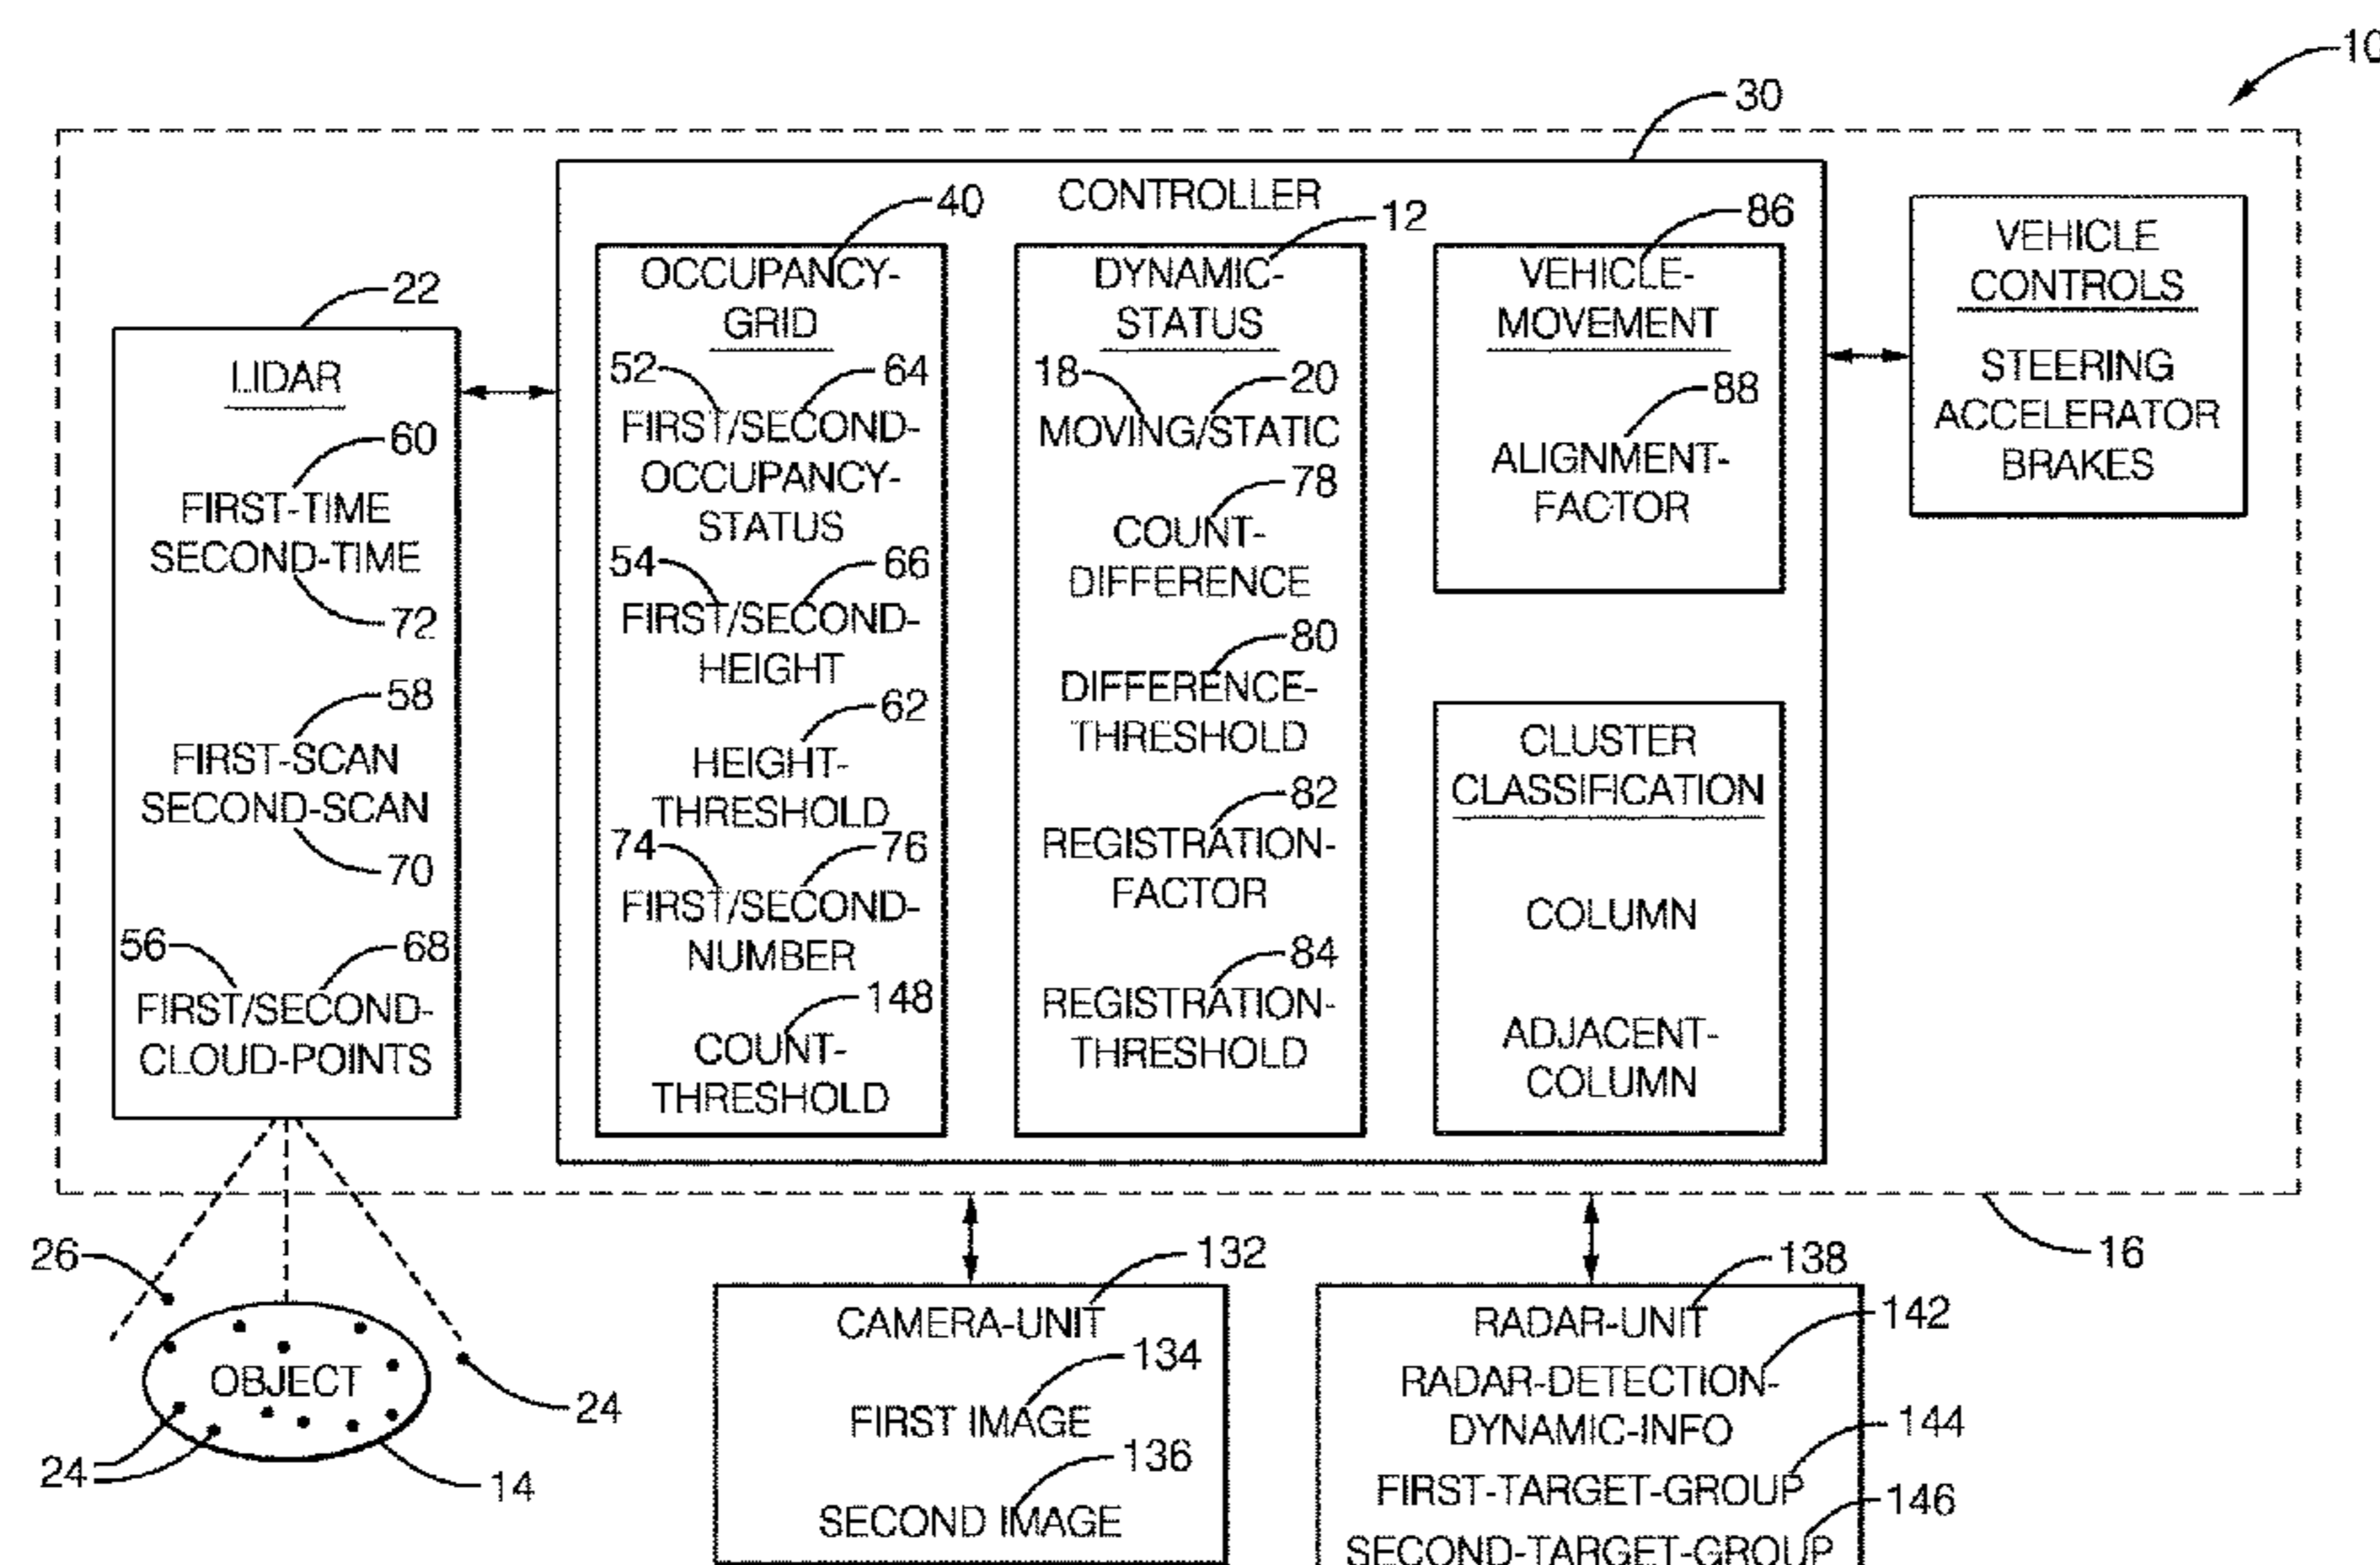 10
30
CONTROLLER
40
OCCUPANCY-
GRID
52
64
FIRST/SECOND-
OCCUPANCY-
STATUS
54
66
FIRST/SECOND-
HEIGHT
62
HEIGHT-
THRESHOLD
74
76
FIRST/SECOND-
NUMBER
148
COUNT-
THRESHOLD
12
DYNAMIC-
STATUS
18
20
MOVING/STATIC
78
COUNT-
DIFFERENCE
80
DIFFERENCE-
THRESHOLD
82
REGISTRATION-
FACTOR
84
REGISTRATION-
THRESHOLD
86
VEHICLE-
MOVEMENT
88
ALIGNMENT-
FACTOR
CLUSTER
CLASSIFICATION
COLUMN
ADJACENT-
COLUMN
VEHICLE
CONTROLS
STEERING
ACCELERATOR
BRAKES
22
LIDAR
60
FIRST-TIME
SECOND-TIME
72
58
FIRST-SCAN
SECOND-SCAN
70
56
68
FIRST/SECOND-
CLOUD-POINTS
26
OBJECT
24
24
14
16
132
CAMERA-UNIT
134
FIRST IMAGE
136
SECOND IMAGE
138
RADAR-UNIT
142
RADAR-DETECTION-
DYNAMIC-INFO
144
FIRST-TARGET-GROUP
146
SECOND-TARGET-GROUP